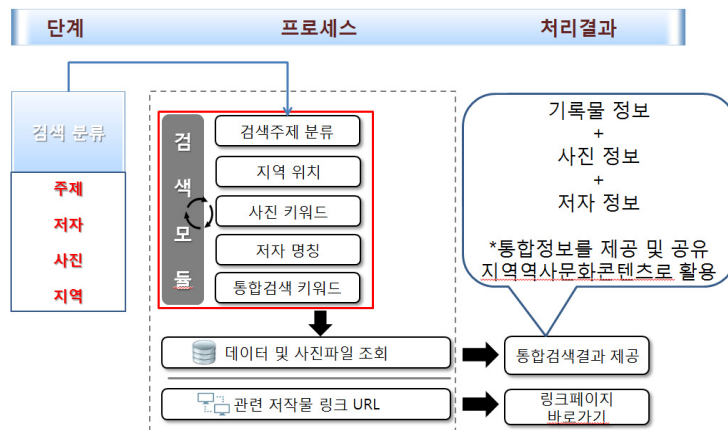 단계
프로세스
처리결과
검색 분류
주제
저자
사진
지역
검
색
모
듈
검색주제 분류
지역 위치
사진 키워드
저자 명칭
통합검색 키워드
데이터 및 사진파일 조회
관련 저작물 링크 URL
기록물 정보
+
사진 정보
+
저자 정보
*통합정보를 제공 및 공유
지역역사문화콘텐츠로 활용
통합검색결과 제공
링크페이지
바로가기